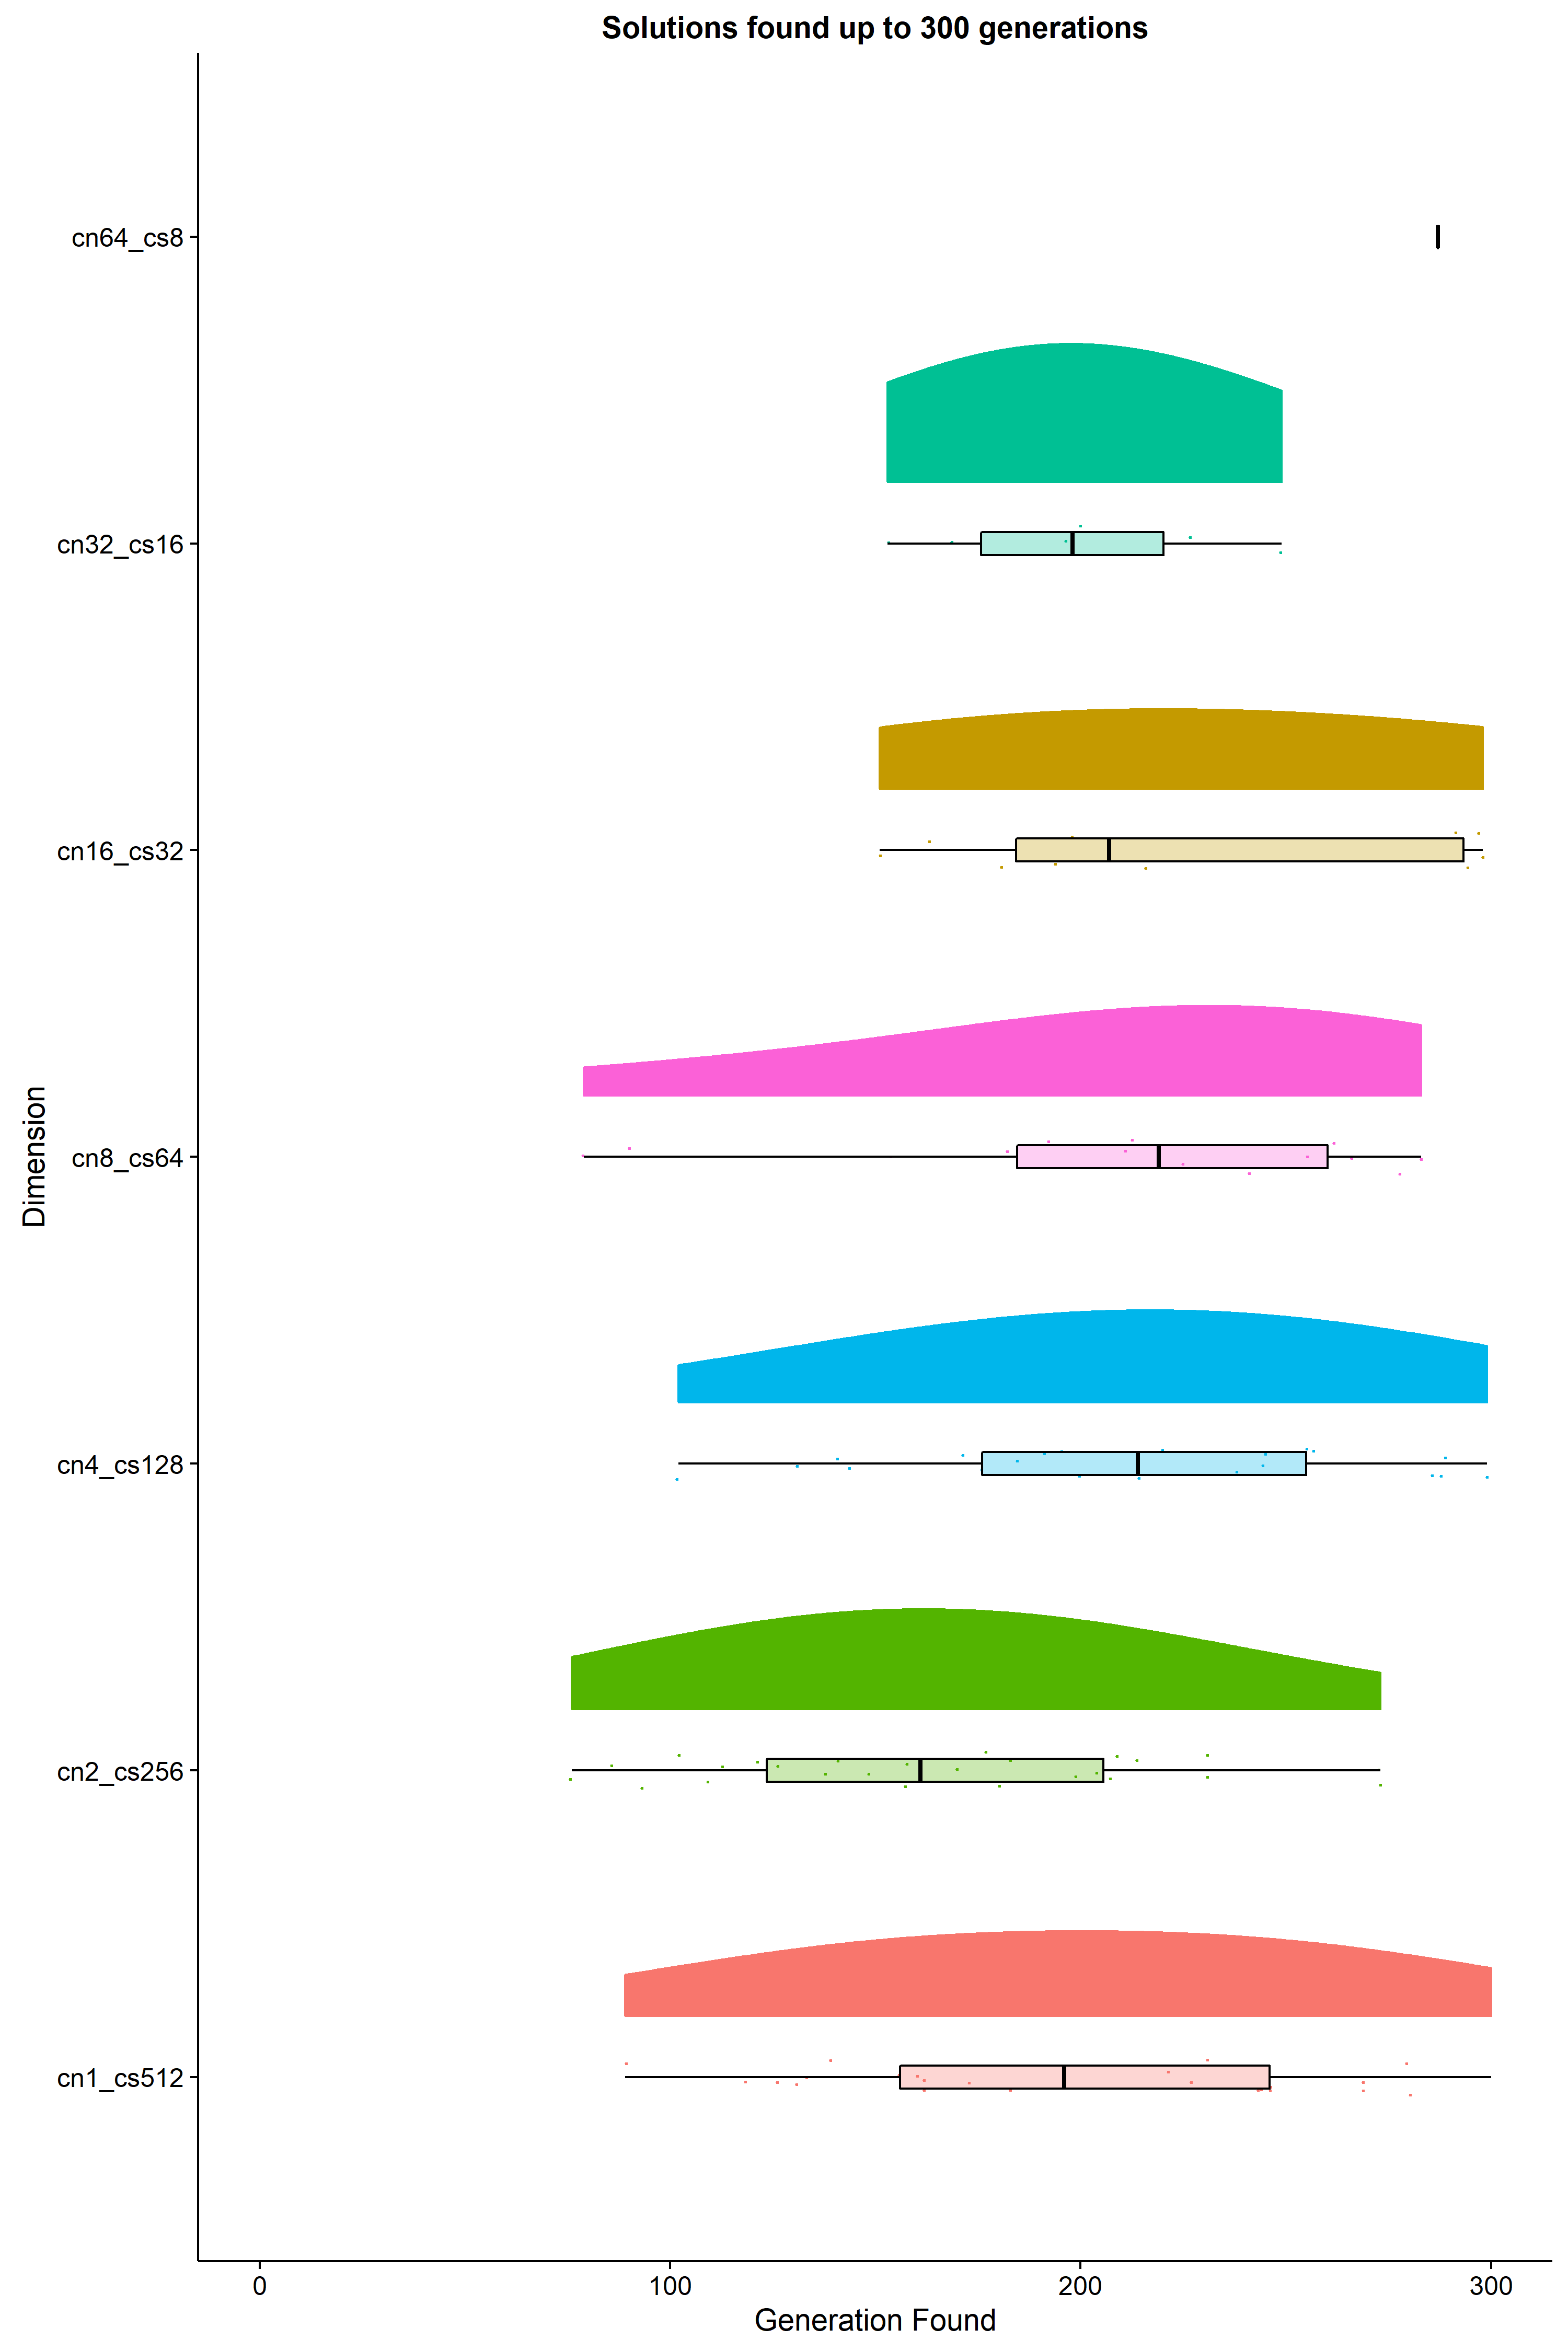 Solutions found up to 300 generations
cn64_cs8
cn32_cs16
cn16_cs32
cn8_cs64
cn4_cs128
cn2_cs256
cn1_cs512
Dimension
0 100 200 300
Generation Found